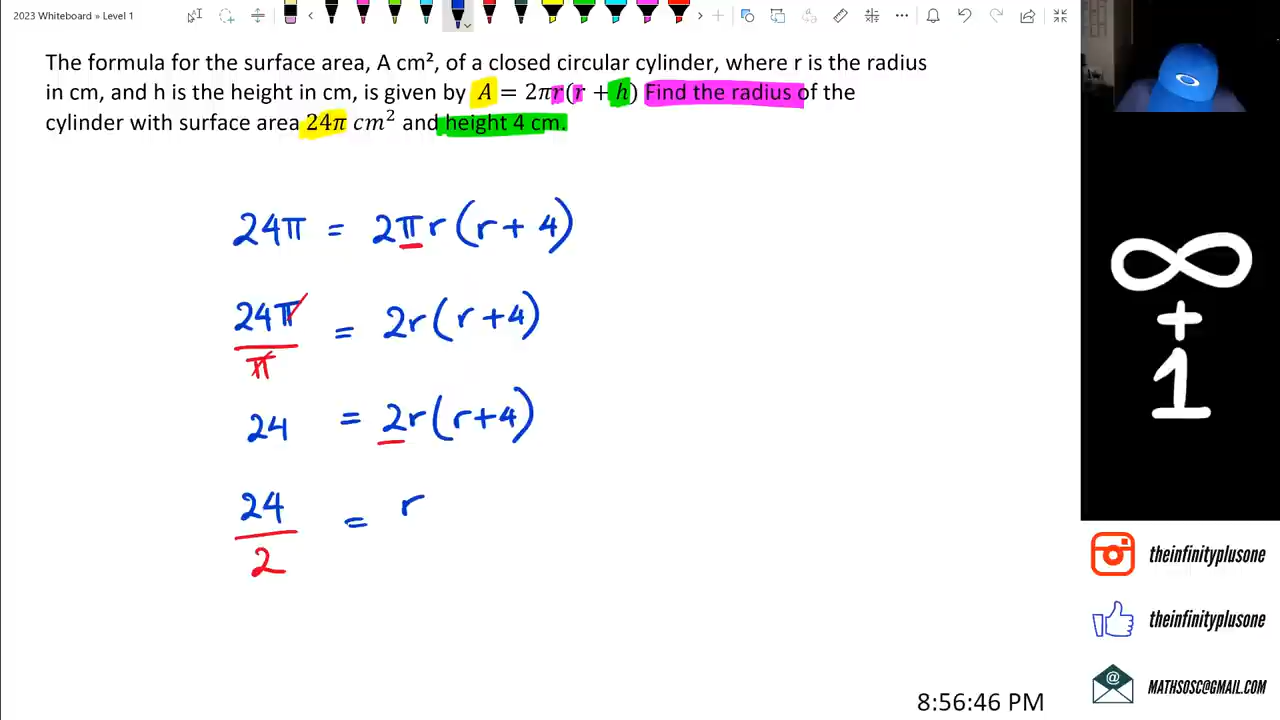 2023 Whiteboard » Level 1
The formula for the surface area, A cm², of a closed circular cylinder, where r is the radius
in cm, and h is the height in cm, is given by A = 2πr(r + h) Find the radius of the
cylinder with surface area 24π cm² and height 4 cm.
24π = 2πr(r+4)
24π/π = 2r(r+4)
24 = 2r(r+4)
24/2 = r
∞
+
1
theinfinityplusone
theinfinityplusone
@
MATHSOSC@GMAIL.COM
8:56:46 PM